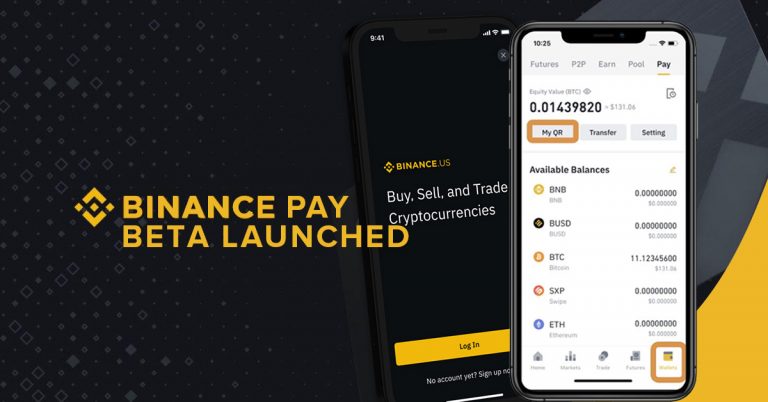 BINANCE PAY
BETA LAUNCHED
9:41
BINANCE.US
Buy, Sell, and Trade
Cryptocurrencies
Log In
No account yet? Sign up no
10:25
Futures P2P Earn Pool Pay
Equity Value (BTC)
0.01439820 ≈ $131.06
My QR Transfer Setting
Available Balances
BNB 0.00000000
BNB $0.000000
BUSD 0.00000000
BUSD $0.000000
BTC 11.12345600
Bitcoin $131.06
SXP 0.00000000
Swipe $0.000000
ETH 0.00000000
Ethereum $0.000000
Home Markets Trade Futures Wallets